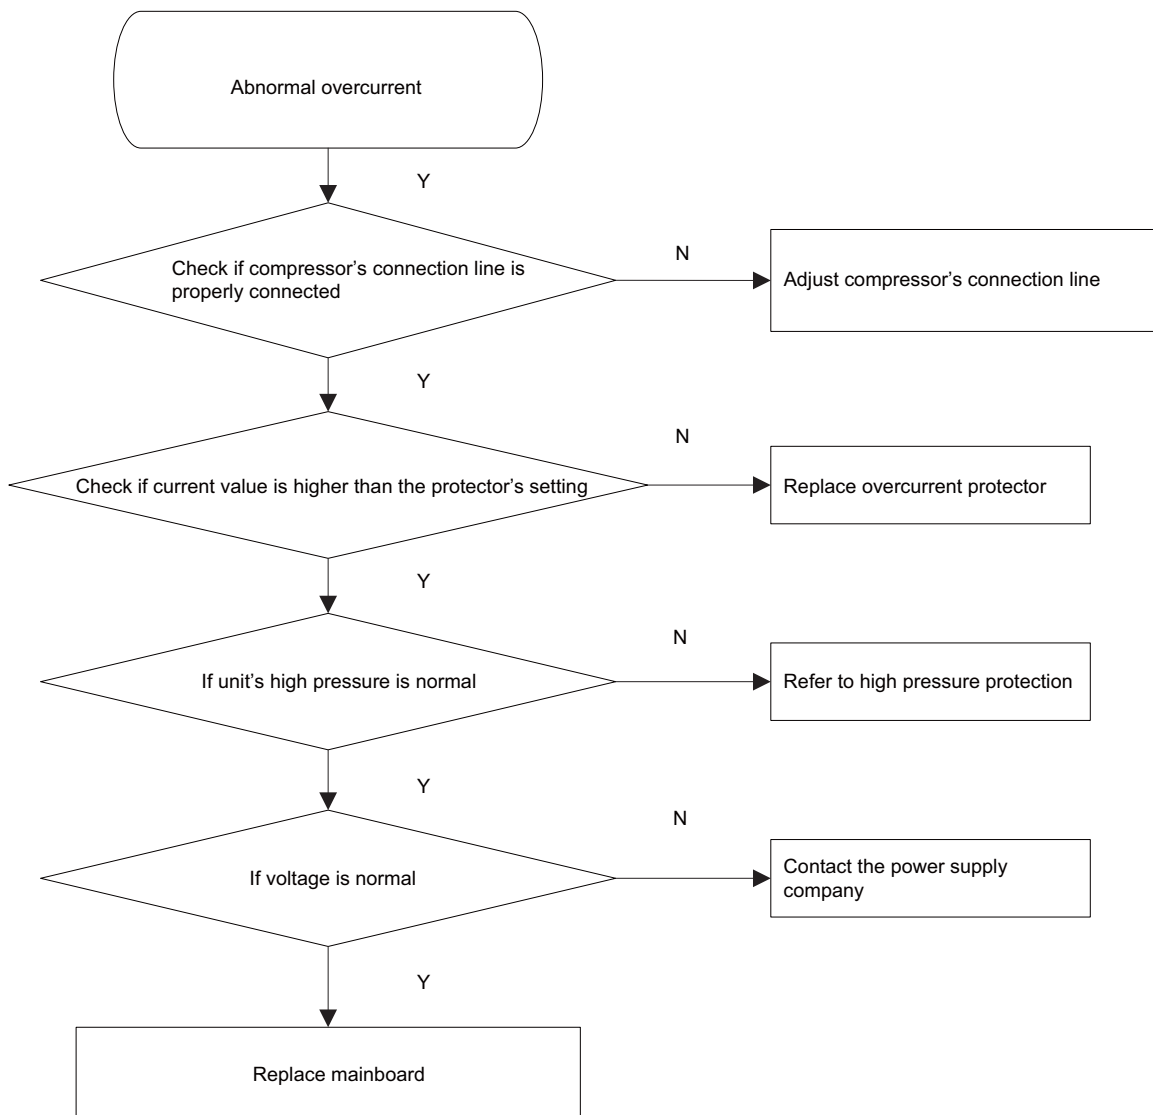 Abnormal overcurrent
Y
Check if compressor’s connection line is
properly connected
N
Adjust compressor’s connection line
Y
Check if current value is higher than the protector’s setting
N
Replace overcurrent protector
Y
If unit’s high pressure is normal
N
Refer to high pressure protection
Y
If voltage is normal
N
Contact the power supply
company
Y
Replace mainboard